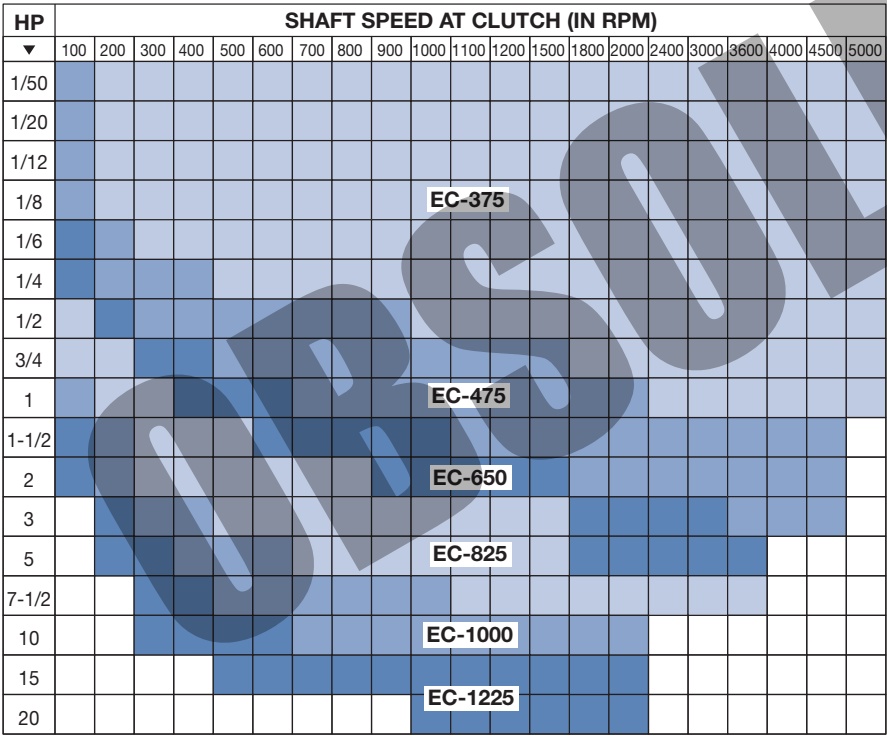 HP SHAFT SPEED AT CLUTCH (IN RPM)
▼ 100 200 300 400 500 600 700 800 900 1000 1100 1200 1500 1800 2000 2400 3000 3600 4000 4500 5000
1/50
1/20
1/12
1/8 EC-375
1/6
1/4
1/2
3/4
1 EC-475
1-1/2
2 EC-650
3
5 EC-825
7-1/2
10 EC-1000
15
EC-1225
20
OBSOL